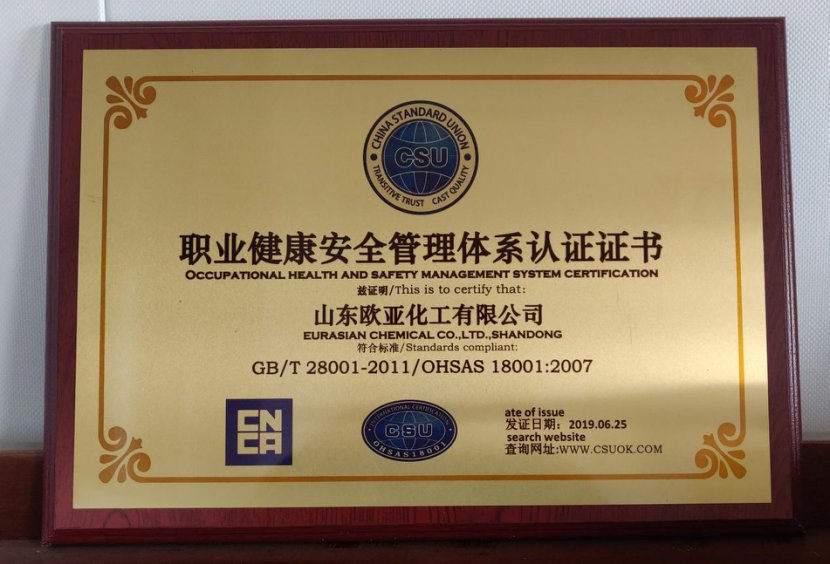 CHINA STANDARD UNION
CSU
TRANSITIVE TRUST CAST QUALITY
职业健康安全管理体系认证证书
OCCUPATIONAL HEALTH AND SAFETY MANAGEMENT SYSTEM CERTIFICATION
兹证明/This is to certify that:
山东欧亚化工有限公司
EURASIAN CHEMICAL CO.,LTD.,SHANDONG
符合标准/Standards compliant:
GB/T 28001-2011/OHSAS 18001:2007
CN
CA
INTERNATIONAL CERTIFICATION
CSU
OHSAS18001
ate of issue
发证日期: 2019.06.25
search website
查询网址:WWW.CSUOK.COM